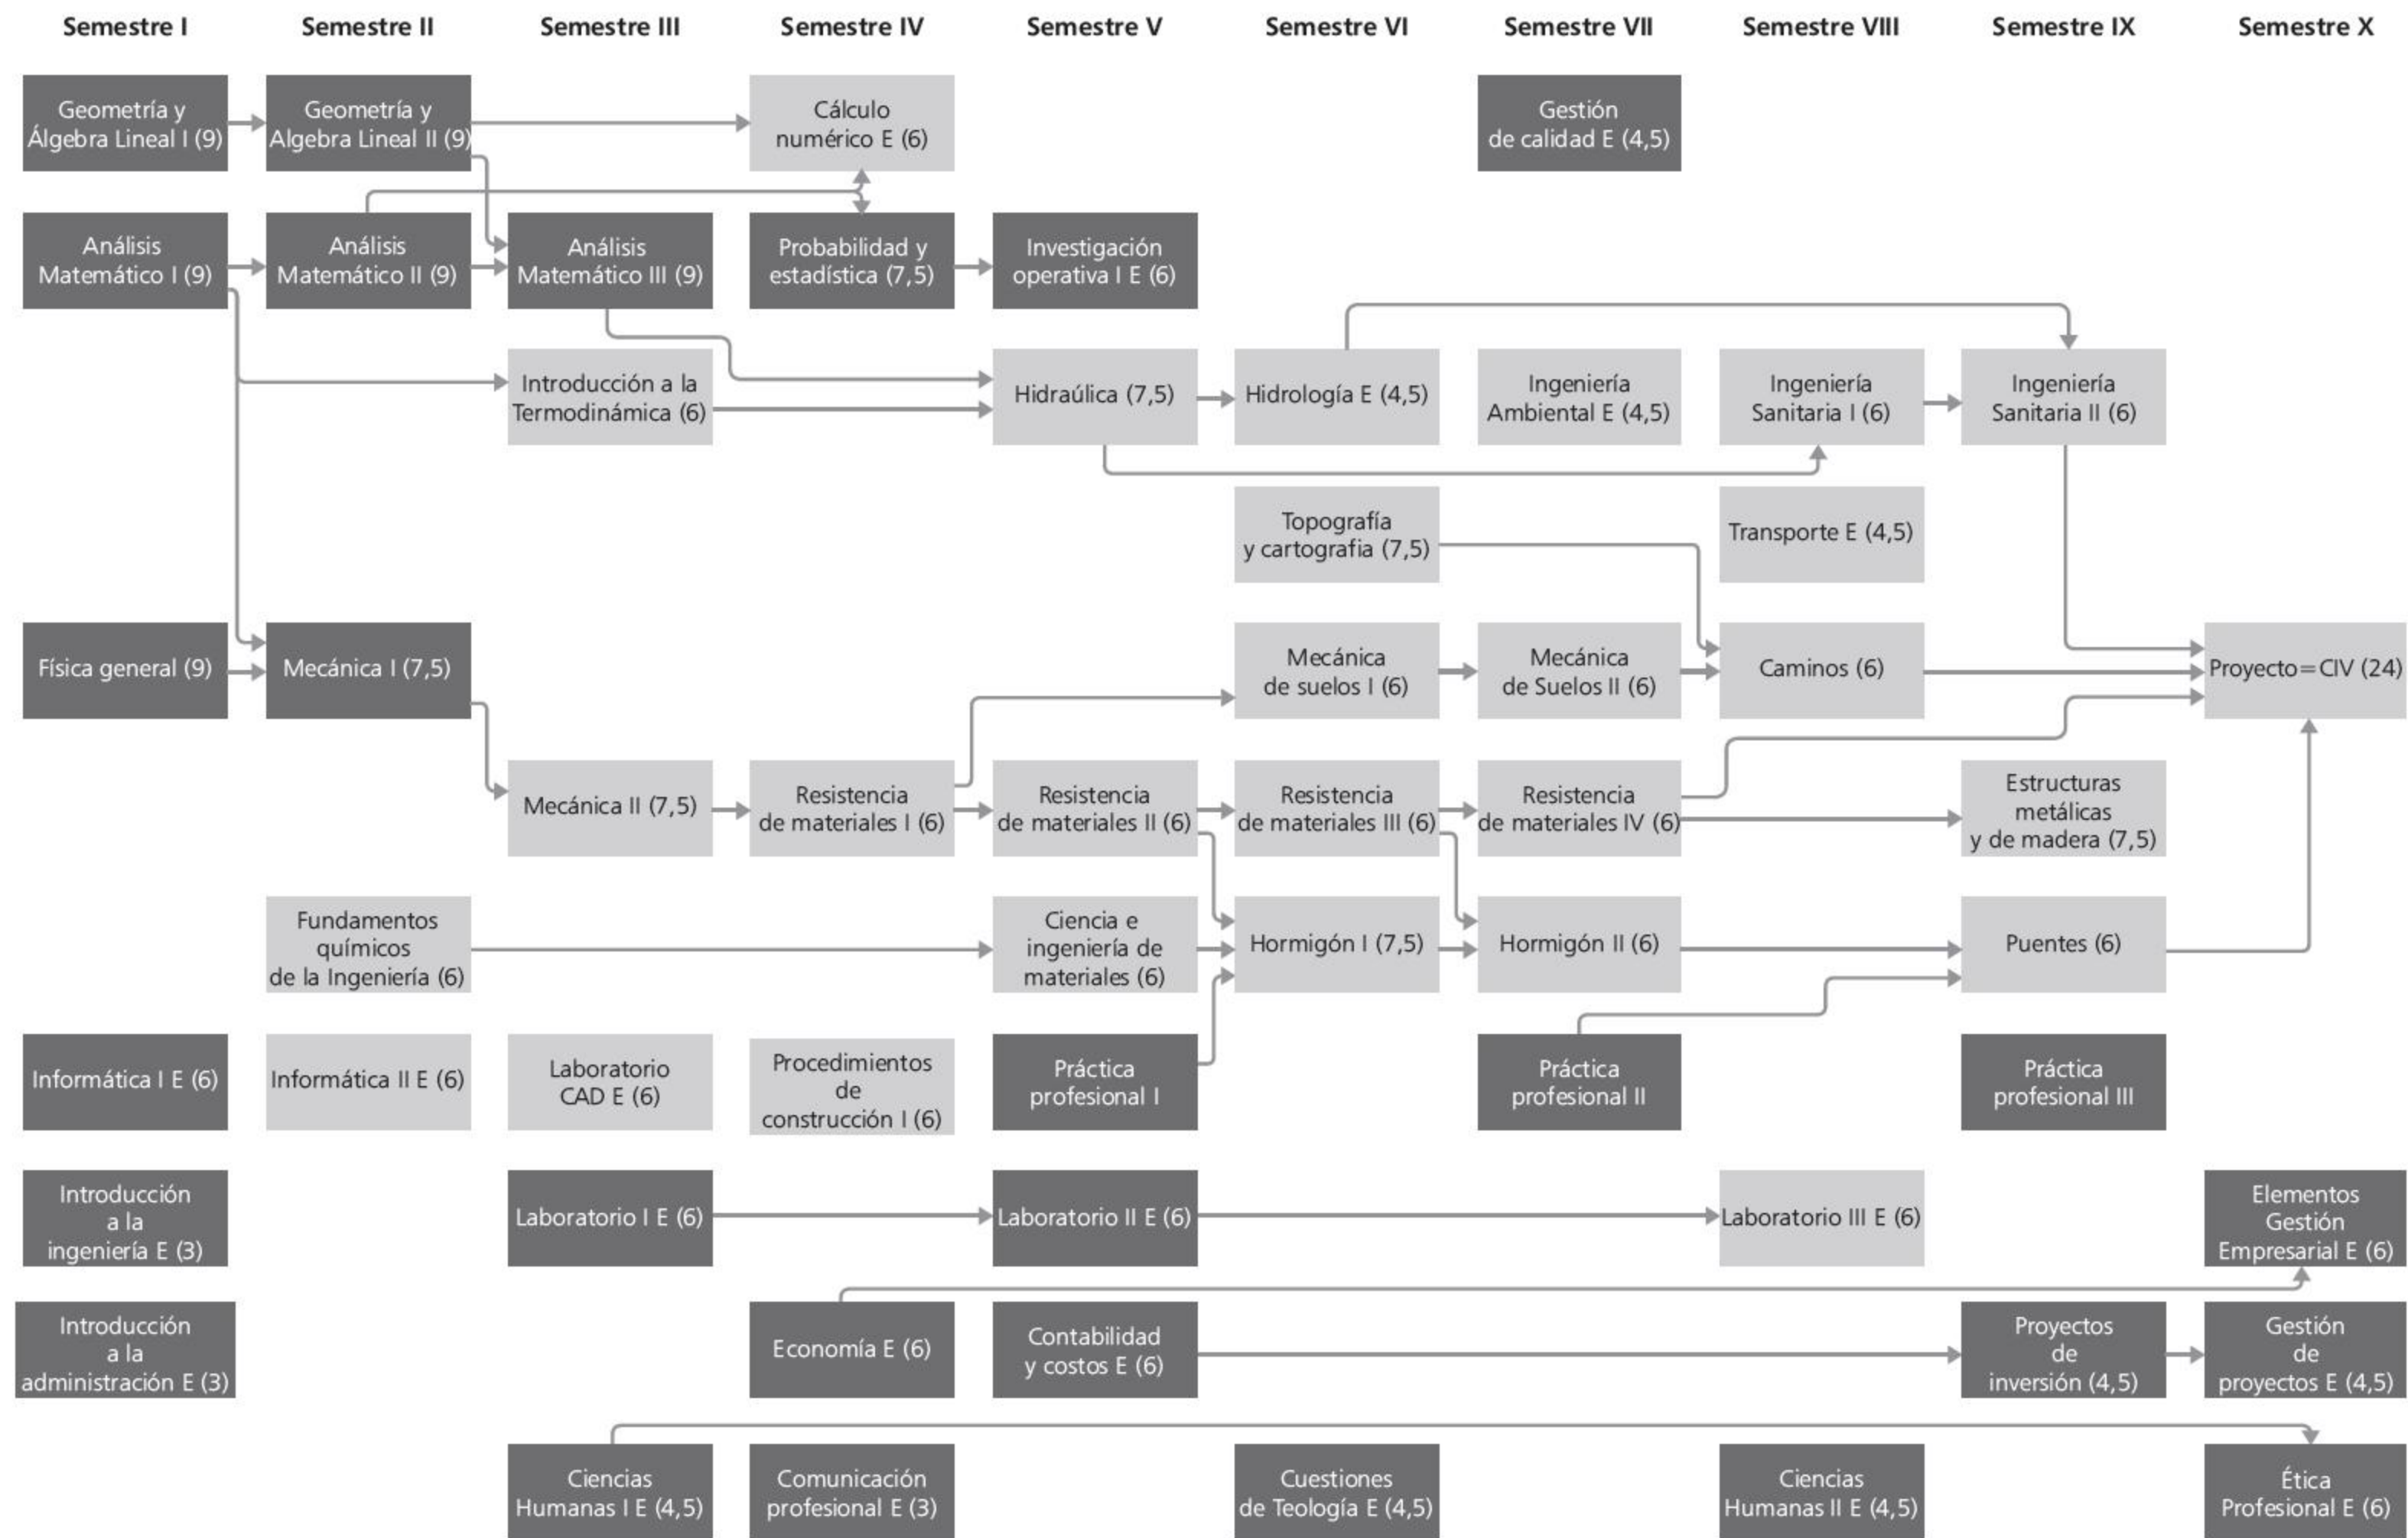 Semestre I
Semestre II
Semestre III
Semestre IV
Semestre V
Semestre VI
Semestre VII
Semestre VIII
Semestre IX
Semestre X
Geometría y
Álgebra Lineal I (9)
Geometría y
Algebra Lineal II (9)
Cálculo
numérico E (6)
Gestión
de calidad E (4,5)
Análisis
Matemático I (9)
Análisis
Matemático II (9)
Análisis
Matemático III (9)
Probabilidad y
estadística (7,5)
Investigación
operativa I E (6)
Introducción a la
Termodinámica (6)
Hidraúlica (7,5)
Hidrología E (4,5)
Ingeniería
Ambiental E (4,5)
Ingeniería
Sanitaria I (6)
Ingeniería
Sanitaria II (6)
Topografía
y cartografia (7,5)
Transporte E (4,5)
Física general (9)
Mecánica I (7,5)
Mecánica
de suelos I (6)
Mecánica
de Suelos II (6)
Caminos (6)
Proyecto=CIV (24)
Mecánica II (7,5)
Resistencia
de materiales I (6)
Resistencia
de materiales II (6)
Resistencia
de materiales III (6)
Resistencia
de materiales IV (6)
Estructuras
metálicas
y de madera (7,5)
Fundamentos
químicos
de la Ingeniería (6)
Ciencia e
ingeniería de
materiales (6)
Hormigón I (7,5)
Hormigón II (6)
Puentes (6)
Informática I E (6)
Informática II E (6)
Laboratorio
CAD E (6)
Procedimientos
de
construcción I (6)
Práctica
profesional I
Práctica
profesional II
Práctica
profesional III
Introducción
a la
ingeniería E (3)
Laboratorio I E (6)
Laboratorio II E (6)
Laboratorio III E (6)
Elementos
Gestión
Empresarial E (6)
Introducción
a la
administración E (3)
Economía E (6)
Contabilidad
y costos E (6)
Proyectos
de
inversión (4,5)
Gestión
de
proyectos E (4,5)
Ciencias
Humanas I E (4,5)
Comunicación
profesional E (3)
Cuestiones
de Teología E (4,5)
Ciencias
Humanas II E (4,5)
Ética
Profesional E (6)